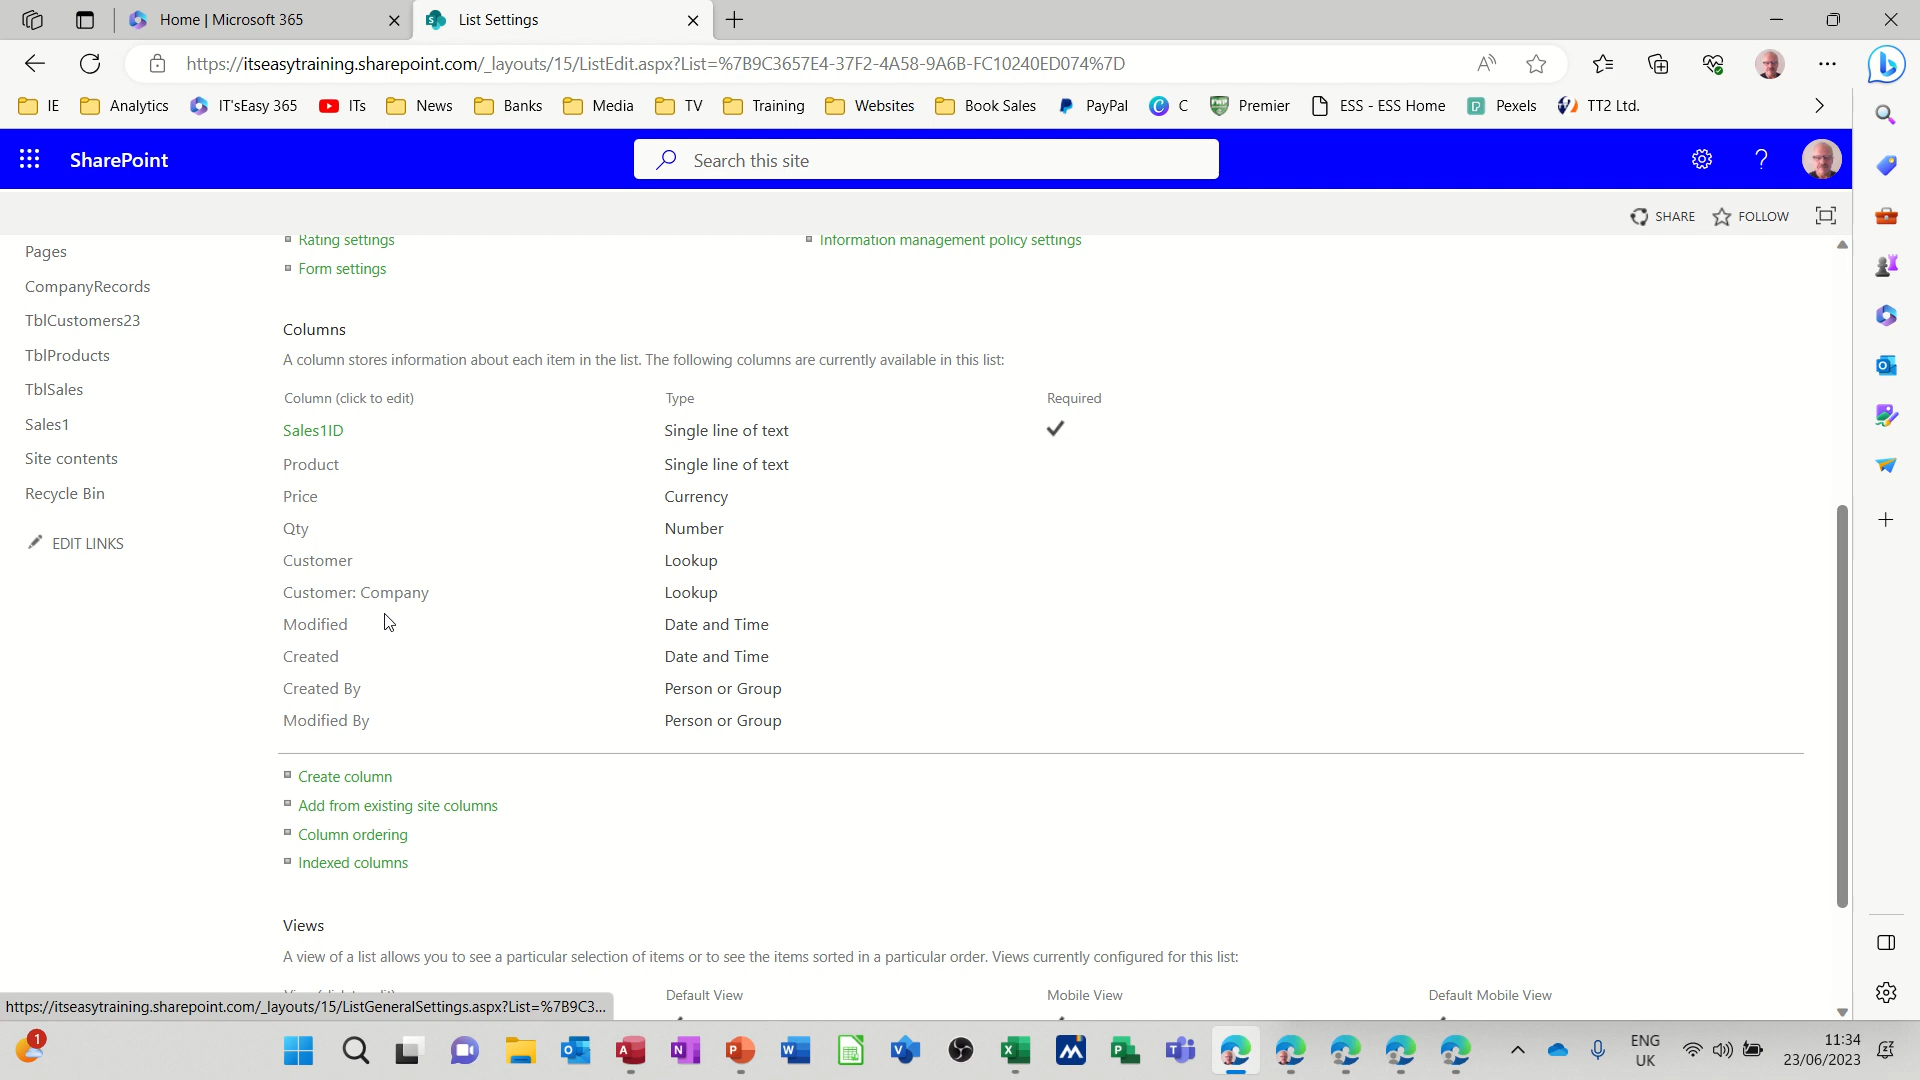 Home | Microsoft 365
List Settings
https://itseasytraining.sharepoint.com/_layouts/15/ListEdit.aspx?List=%7B9C3657E4-37F2-4A58-9A6B-FC10240ED074%7D
IE Analytics IT'sEasy 365 ITs News Banks Media TV Training Websites Book Sales PayPal C Premier ESS - ESS Home Pexels TT2 Ltd.
SharePoint
Search this site
SHARE FOLLOW
Pages
CompanyRecords
TblCustomers23
TblProducts
TblSales
Sales1
Site contents
Recycle Bin
EDIT LINKS
Rating settings
Information management policy settings
Form settings
Columns
A column stores information about each item in the list. The following columns are currently available in this list:
Column (click to edit) Type Required
Sales1ID Single line of text
Product Single line of text
Price Currency
Qty Number
Customer Lookup
Customer: Company Lookup
Modified Date and Time
Created Date and Time
Created By Person or Group
Modified By Person or Group
Create column
Add from existing site columns
Column ordering
Indexed columns
Views
A view of a list allows you to see a particular selection of items or to see the items sorted in a particular order. Views currently configured for this list:
Default View Mobile View Default Mobile View
https://itseasytraining.sharepoint.com/_layouts/15/ListGeneralSettings.aspx?List=%7B9C3...
1
ENG
UK
11:34
23/06/2023